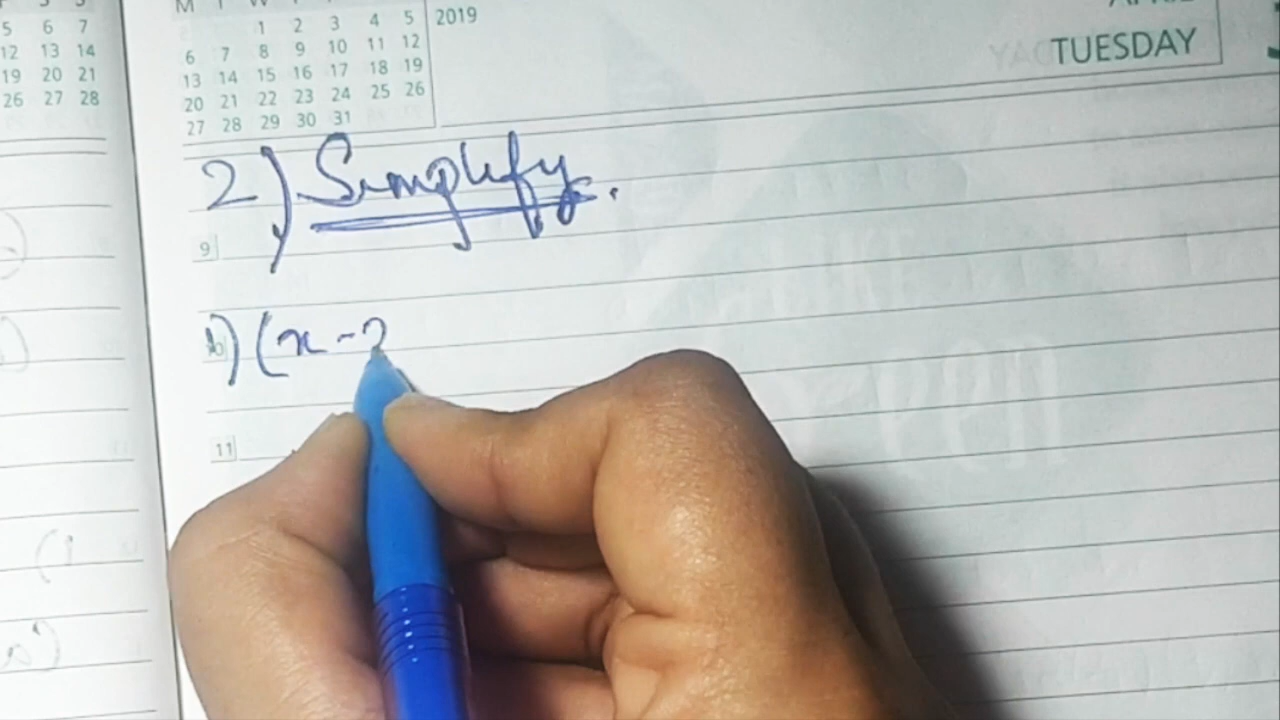 5 6 7
12 13 14
19 20 21
26 27 28
M T W
1 2 3 4 5
6 7 8 9 10 11 12
13 14 15 16 17 18 19
20 21 22 23 24 25 26
27 28 29 30 31
2019
TUESDAY
2) Simplify.
9
1) (x - 2
11